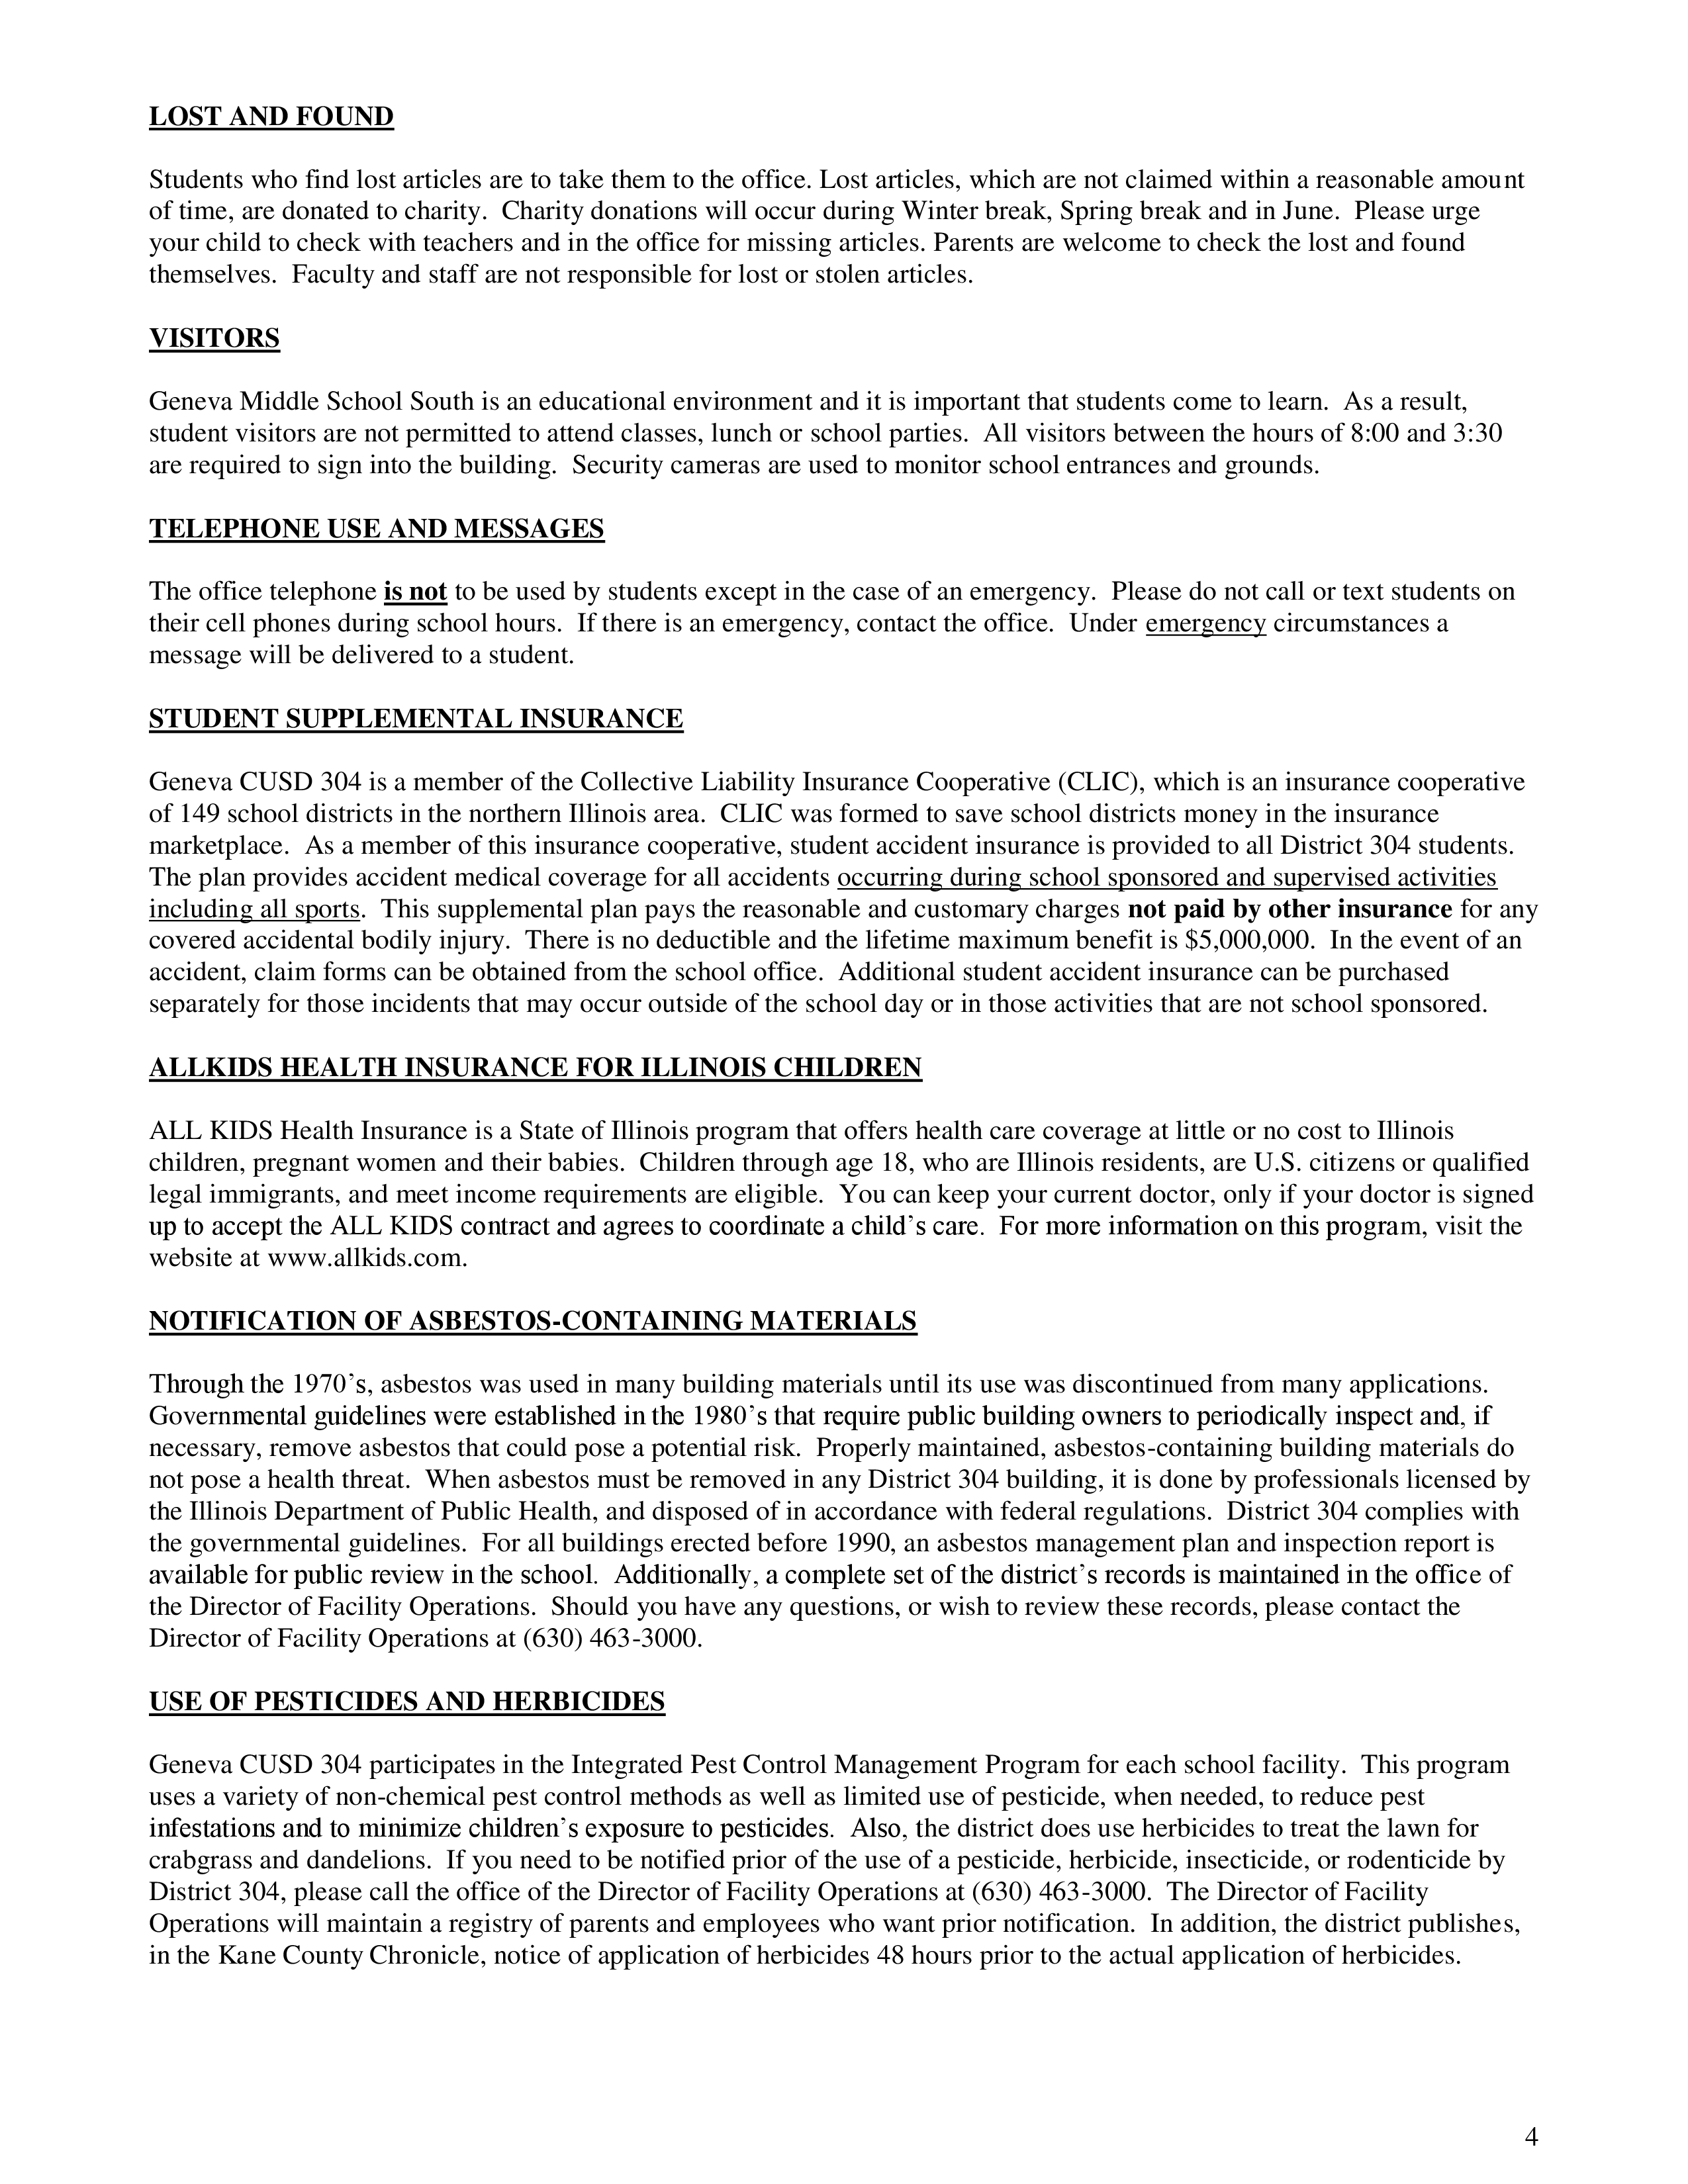 LOST AND FOUND
Students who find lost articles are to take them to the office. Lost articles, which are not claimed within a reasonable amount
of time, are donated to charity.  Charity donations will occur during Winter break, Spring break and in June.  Please urge
your child to check with teachers and in the office for missing articles. Parents are welcome to check the lost and found
themselves.  Faculty and staff are not responsible for lost or stolen articles.
VISITORS
Geneva Middle School South is an educational environment and it is important that students come to learn.  As a result,
student visitors are not permitted to attend classes, lunch or school parties.  All visitors between the hours of 8:00 and 3:30
are required to sign into the building.  Security cameras are used to monitor school entrances and grounds.
TELEPHONE USE AND MESSAGES
The office telephone is not to be used by students except in the case of an emergency.  Please do not call or text students on
their cell phones during school hours.  If there is an emergency, contact the office.  Under emergency circumstances a
message will be delivered to a student.
STUDENT SUPPLEMENTAL INSURANCE
Geneva CUSD 304 is a member of the Collective Liability Insurance Cooperative (CLIC), which is an insurance cooperative
of 149 school districts in the northern Illinois area.  CLIC was formed to save school districts money in the insurance
marketplace.  As a member of this insurance cooperative, student accident insurance is provided to all District 304 students.
The plan provides accident medical coverage for all accidents occurring during school sponsored and supervised activities
including all sports.  This supplemental plan pays the reasonable and customary charges not paid by other insurance for any
covered accidental bodily injury.  There is no deductible and the lifetime maximum benefit is $5,000,000.  In the event of an
accident, claim forms can be obtained from the school office.  Additional student accident insurance can be purchased
separately for those incidents that may occur outside of the school day or in those activities that are not school sponsored.
ALLKIDS HEALTH INSURANCE FOR ILLINOIS CHILDREN
ALL KIDS Health Insurance is a State of Illinois program that offers health care coverage at little or no cost to Illinois
children, pregnant women and their babies.  Children through age 18, who are Illinois residents, are U.S. citizens or qualified
legal immigrants, and meet income requirements are eligible.  You can keep your current doctor, only if your doctor is signed
up to accept the ALL KIDS contract and agrees to coordinate a child’s care.  For more information on this program, visit the
website at www.allkids.com.
NOTIFICATION OF ASBESTOS-CONTAINING MATERIALS
Through the 1970’s, asbestos was used in many building materials until its use was discontinued from many applications.
Governmental guidelines were established in the 1980’s that require public building owners to periodically inspect and, if
necessary, remove asbestos that could pose a potential risk.  Properly maintained, asbestos-containing building materials do
not pose a health threat.  When asbestos must be removed in any District 304 building, it is done by professionals licensed by
the Illinois Department of Public Health, and disposed of in accordance with federal regulations.  District 304 complies with
the governmental guidelines.  For all buildings erected before 1990, an asbestos management plan and inspection report is
available for public review in the school.  Additionally, a complete set of the district’s records is maintained in the office of
the Director of Facility Operations.  Should you have any questions, or wish to review these records, please contact the
Director of Facility Operations at (630) 463-3000.
USE OF PESTICIDES AND HERBICIDES
Geneva CUSD 304 participates in the Integrated Pest Control Management Program for each school facility.  This program
uses a variety of non-chemical pest control methods as well as limited use of pesticide, when needed, to reduce pest
infestations and to minimize children’s exposure to pesticides.  Also, the district does use herbicides to treat the lawn for
crabgrass and dandelions.  If you need to be notified prior of the use of a pesticide, herbicide, insecticide, or rodenticide by
District 304, please call the office of the Director of Facility Operations at (630) 463-3000.  The Director of Facility
Operations will maintain a registry of parents and employees who want prior notification.  In addition, the district publishes,
in the Kane County Chronicle, notice of application of herbicides 48 hours prior to the actual application of herbicides.
4